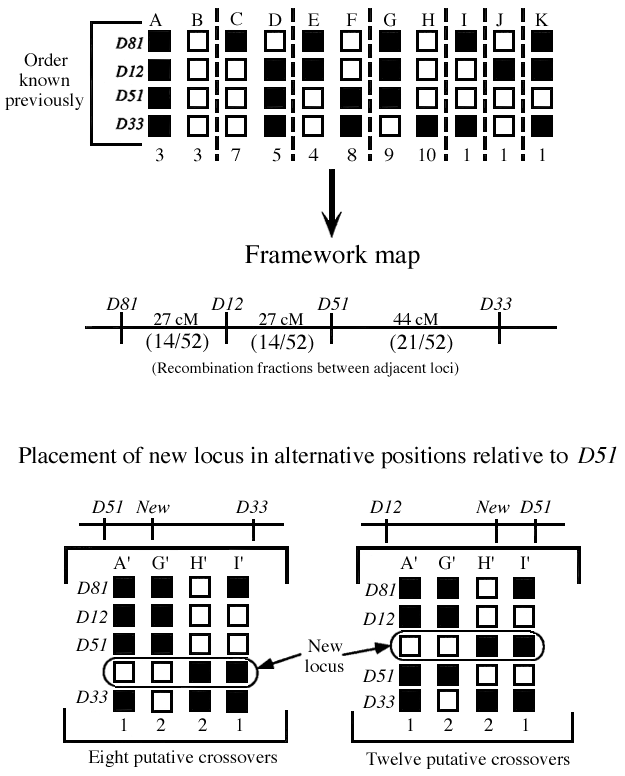 A B C D E F G H I J K
Order known previously
D81
D12
D51
D33
3 3 7 5 4 8 9 10 1 1 1
Framework map
D81 D12 D51 D33
27 cM 27 cM 44 cM
(14/52) (14/52) (21/52)
(Recombination fractions between adjacent loci)
Placement of new locus in alternative positions relative to D51
D51 New D33
A' G' H' I'
D81
D12
D51
D33
1 2 2 1
Eight putative crossovers
New locus
D12 New D51
A' G' H' I'
D81
D12
D51
D33
1 2 2 1
Twelve putative crossovers